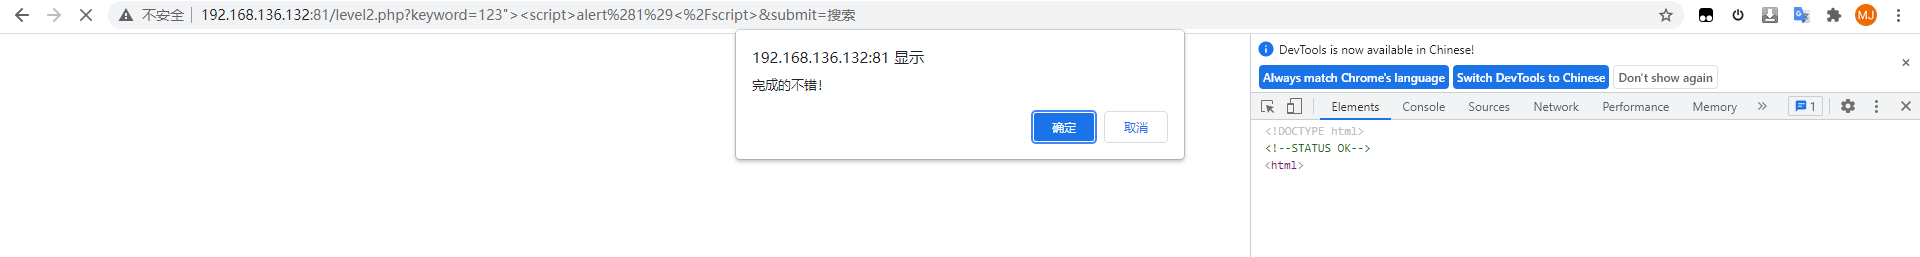 不安全 192.168.136.132:81/level2.php?keyword=123"><script>alert%281%29<%2Fscript>&submit=搜索
MJ
192.168.136.132:81 显示
完成的不错！
确定 取消
DevTools is now available in Chinese!
Always match Chrome's language Switch DevTools to Chinese Don't show again
Elements Console Sources Network Performance Memory » 1
<!DOCTYPE html>
<!--STATUS OK-->
<html>